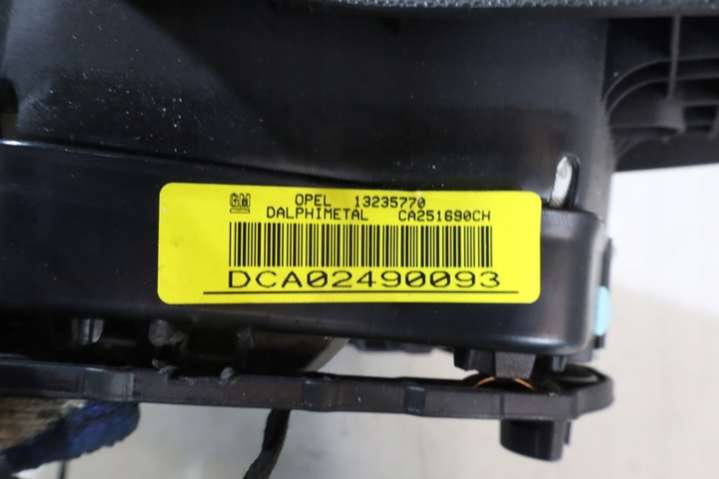 GM OPEL 13235770
DALPHIMETAL CA251690CH
DCA02490093